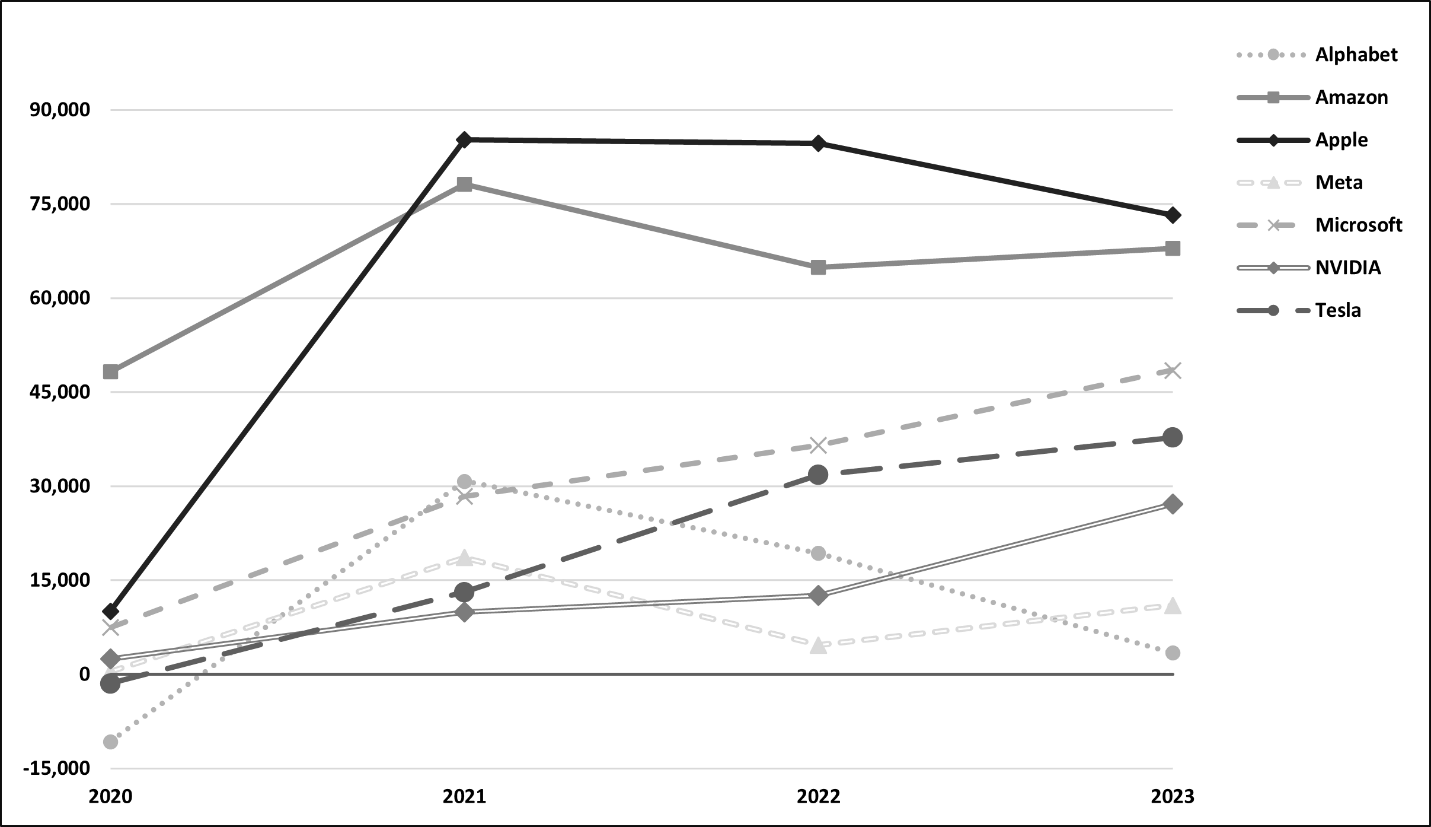 Alphabet
Amazon
Apple
Meta
Microsoft
NVIDIA
Tesla
90,000
75,000
60,000
45,000
30,000
15,000
0
-15,000
2020 2021 2022 2023